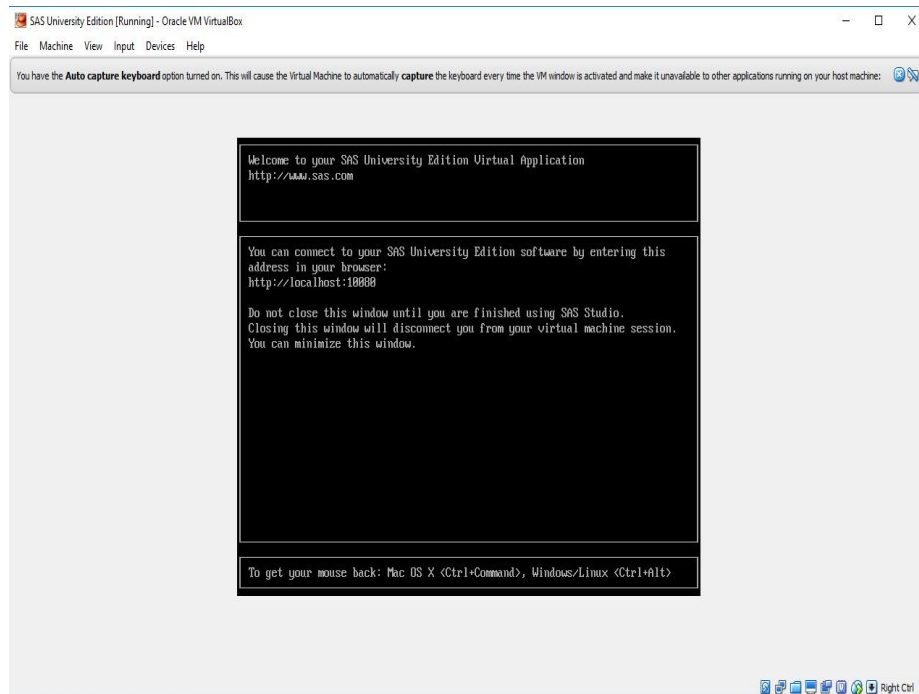 SAS University Edition [Running] - Oracle VM VirtualBox
File Machine View Input Devices Help
You have the Auto capture keyboard option turned on. This will cause the Virtual Machine to automatically capture the keyboard every time the VM window is activated and make it unavailable to other applications running on your host machine:
Welcome to your SAS University Edition Virtual Application
http://www.sas.com
You can connect to your SAS University Edition software by entering this
address in your browser:
http://localhost:10080
Do not close this window until you are finished using SAS Studio.
Closing this window will disconnect you from your virtual machine session.
You can minimize this window.
To get your mouse back: Mac OS X <Ctrl+Command>, Windows/Linux <Ctrl+Alt>
Right Ctrl